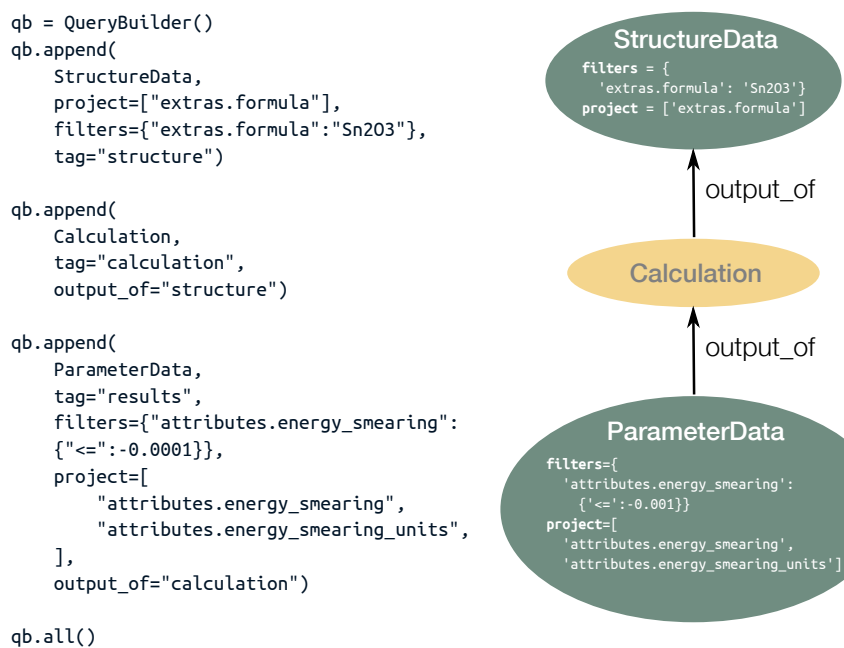 qb = QueryBuilder()
qb.append(
    StructureData,
    project=["extras.formula"],
    filters={"extras.formula":"Sn2O3"},
    tag="structure")

qb.append(
    Calculation,
    tag="calculation",
    output_of="structure")

qb.append(
    ParameterData,
    tag="results",
    filters={"attributes.energy_smearing":
    {"<=":-0.0001}},
    project=[
        "attributes.energy_smearing",
        "attributes.energy_smearing_units",
    ],
    output_of="calculation")

qb.all()

StructureData
filters = {
  'extras.formula': 'Sn2O3'}
project = ['extras.formula']
output_of
Calculation
output_of
ParameterData
filters={
  'attributes.energy_smearing':
    {'<=':-0.001}}
project=[
  'attributes.energy_smearing',
  'attributes.energy_smearing_units']